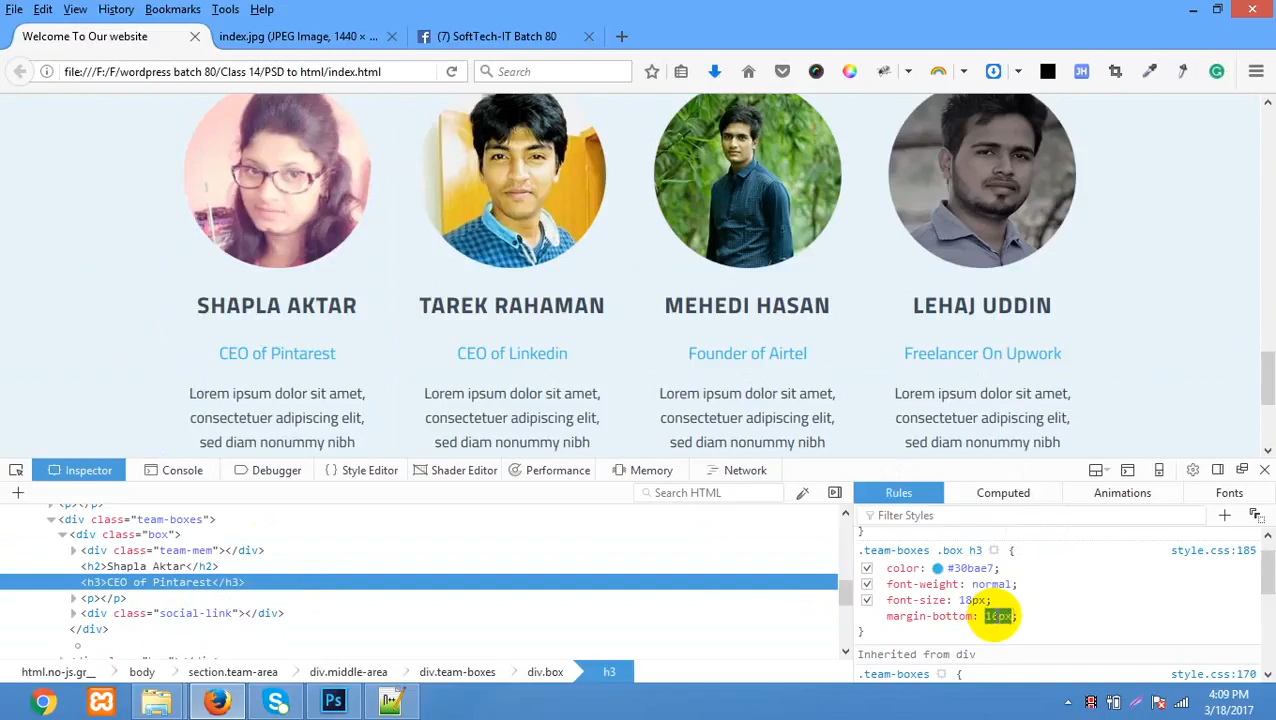 File Edit View History Bookmarks Tools Help
Welcome To Our website
index.jpg (JPEG Image, 1440 × ...
(7) SoftTech-IT Batch 80
file:///F:/F/wordpress batch 80/Class 14/PSD to html/index.html
Search
JH
SHAPLA AKTAR TAREK RAHAMAN MEHEDI HASAN LEHAJ UDDIN
CEO of Pintarest CEO of Linkedin Founder of Airtel Freelancer On Upwork
Lorem ipsum dolor sit amet, Lorem ipsum dolor sit amet, Lorem ipsum dolor sit amet, Lorem ipsum dolor sit amet,
consectetuer adipiscing elit, consectetuer adipiscing elit, consectetuer adipiscing elit, consectetuer adipiscing elit,
sed diam nonummy nibh sed diam nonummy nibh sed diam nonummy nibh sed diam nonummy nibh
Inspector Console Debugger { } Style Editor Shader Editor Performance Memory Network
Search HTML
Rules Computed Animations Fonts
Filter Styles
<p></p>
<div class="team-boxes">
<div class="box">
<div class="team-mem"></div>
<h2>Shapla Aktar</h2>
<h3>CEO of Pintarest</h3>
<p></p>
<div class="social-link"></div>
</div>
}
.team-boxes .box h3 { style.css:185
color: #30bae7;
font-weight: normal;
font-size: 18px;
margin-bottom: 16px;
}
Inherited from div
.team-boxes { style.css:170
html.no-js.gr__ body section.team-area div.middle-area div.team-boxes div.box h3
Ps
4:09 PM
3/18/2017